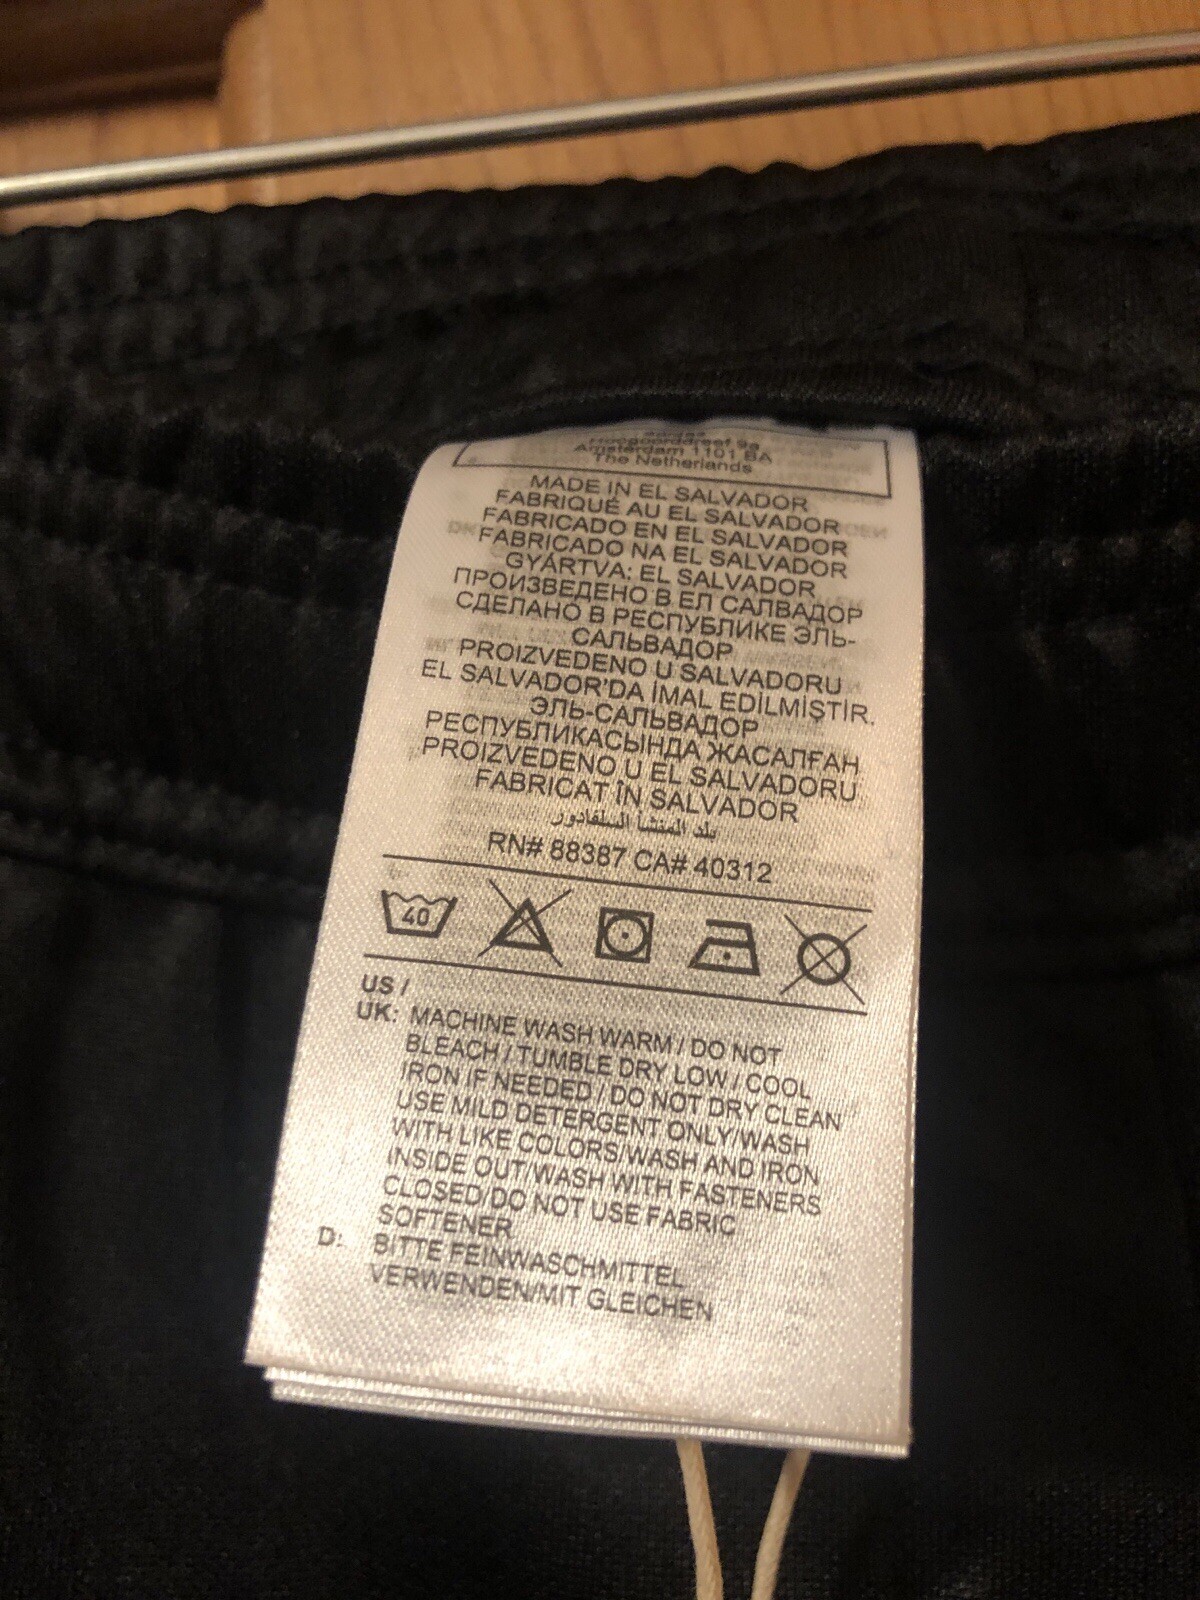 adidas
Hoogoorddreef 9a
Amsterdam 1101 BA
The Netherlands
MADE IN EL SALVADOR
FABRIQUÉ AU EL SALVADOR
FABRICADO EN EL SALVADOR
FABRICADO NA EL SALVADOR
GYÁRTVA: EL SALVADOR
ПРОИЗВЕДЕНО В ЕЛ САЛВАДОР
СДЕЛАНО В РЕСПУБЛИКЕ ЭЛЬ-
САЛЬВАДОР
PROIZVEDENO U SALVADORU
EL SALVADOR'DA İMAL EDİLMİŞTİR.
ЭЛЬ-САЛЬВАДОР
РЕСПУБЛИКАСЫНДА ЖАСАЛҒАН
PROIZVEDENO U EL SALVADORU
FABRICAT ÎN SALVADOR
بلد المنشأ السلفادور
RN# 88387 CA# 40312
40
US /
UK: MACHINE WASH WARM / DO NOT
BLEACH / TUMBLE DRY LOW / COOL
IRON IF NEEDED / DO NOT DRY CLEAN
USE MILD DETERGENT ONLY/WASH
WITH LIKE COLORS/WASH AND IRON
INSIDE OUT/WASH WITH FASTENERS
CLOSED/DO NOT USE FABRIC
SOFTENER
D: BITTE FEINWASCHMITTEL
VERWENDEN/MIT GLEICHEN